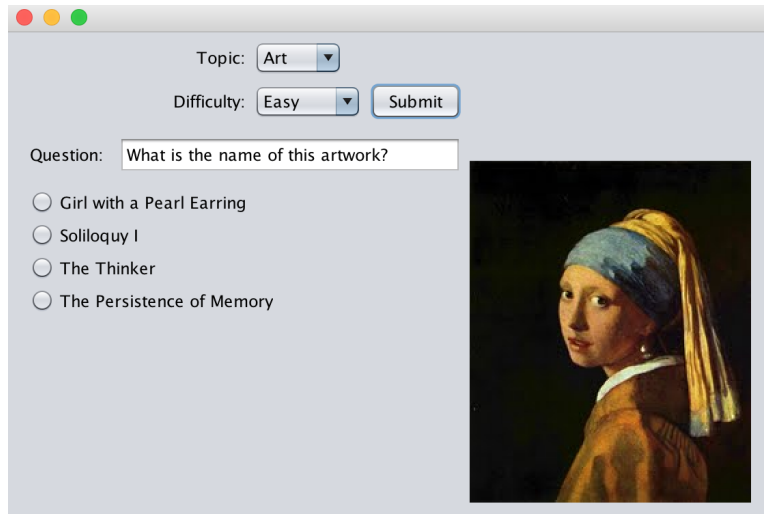 Topic: Art
Difficulty: Easy Submit
Question: What is the name of this artwork?
Girl with a Pearl Earring
Soliloquy I
The Thinker
The Persistence of Memory